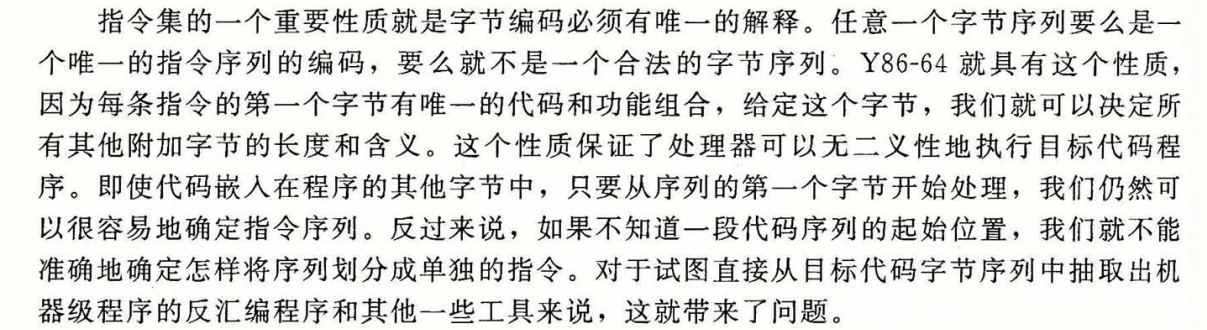 指令集的一个重要性质就是字节编码必须有唯一的解释。任意一个字节序列要么是一
个唯一的指令序列的编码，要么就不是一个合法的字节序列。Y86-64 就具有这个性质，
因为每条指令的第一个字节有唯一的代码和功能组合，给定这个字节，我们就可以决定所
有其他附加字节的长度和含义。这个性质保证了处理器可以无二义性地执行目标代码程
序。即使代码嵌入在程序的其他字节中，只要从序列的第一个字节开始处理，我们仍然可
以很容易地确定指令序列。反过来说，如果不知道一段代码序列的起始位置，我们就不能
准确地确定怎样将序列划分成单独的指令。对于试图直接从目标代码字节序列中抽取出机
器级程序的反汇编程序和其他一些工具来说，这就带来了问题。